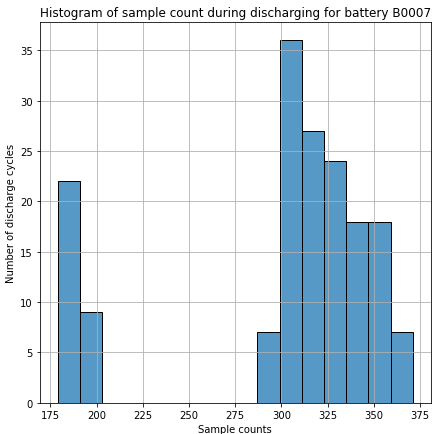 Histogram of sample count during discharging for battery B0007
Number of discharge cycles
35
30
25
20
15
10
5
0
175 200 225 250 275 300 325 350 375
Sample counts